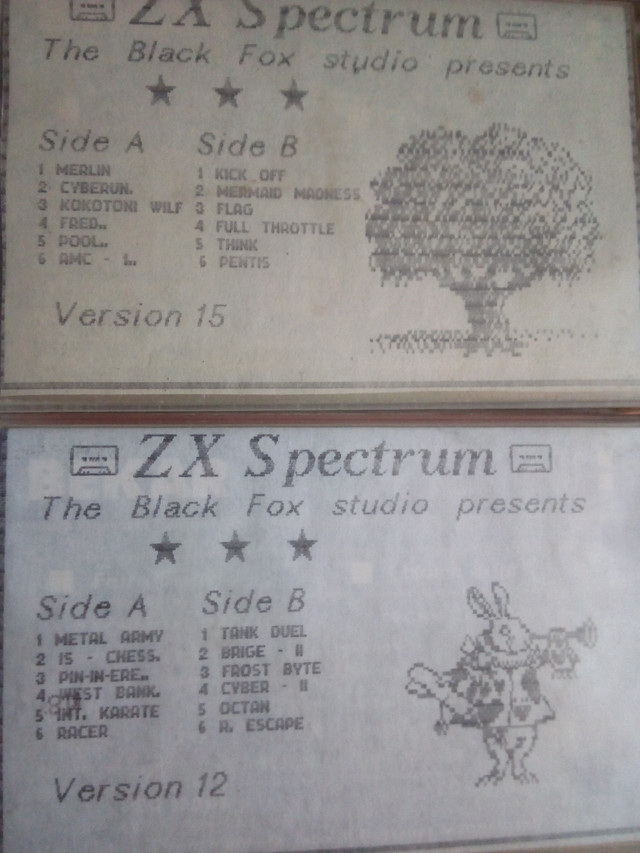 ZX Spectrum
The Black Fox studio presents
Side A
1 MERLIN
2 CYBERUN.
3 KOKOTONI WILF
4 FRED..
5 POOL..
6 AMC - I..
Side B
1 KICK OFF
2 MERMAID MADNESS
3 FLAG
4 FULL THROTTLE
5 THINK
6 PENTIS
Version 15
ZX Spectrum
The Black Fox studio presents
Side A
1 METAL ARMY
2 IS - CHESS.
3 PIN-IN-ERE..
4 WEST BANK.
5 INT. KARATE
6 RACER
Side B
1 TANK DUEL
2 BRIGE - II
3 FROST BYTE
4 CYBER - II
5 OCTAN
6 R. ESCAPE
Version 12